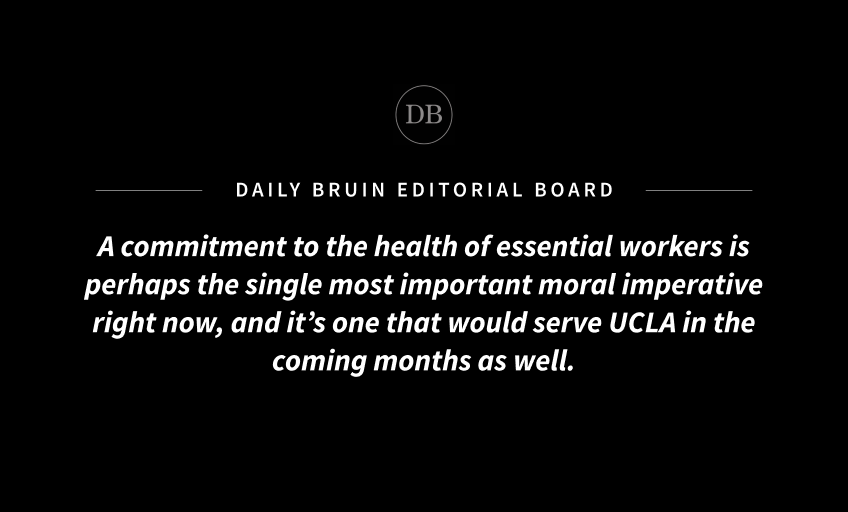 DB
DAILY BRUIN EDITORIAL BOARD
A commitment to the health of essential workers is
perhaps the single most important moral imperative
right now, and it’s one that would serve UCLA in the
coming months as well.